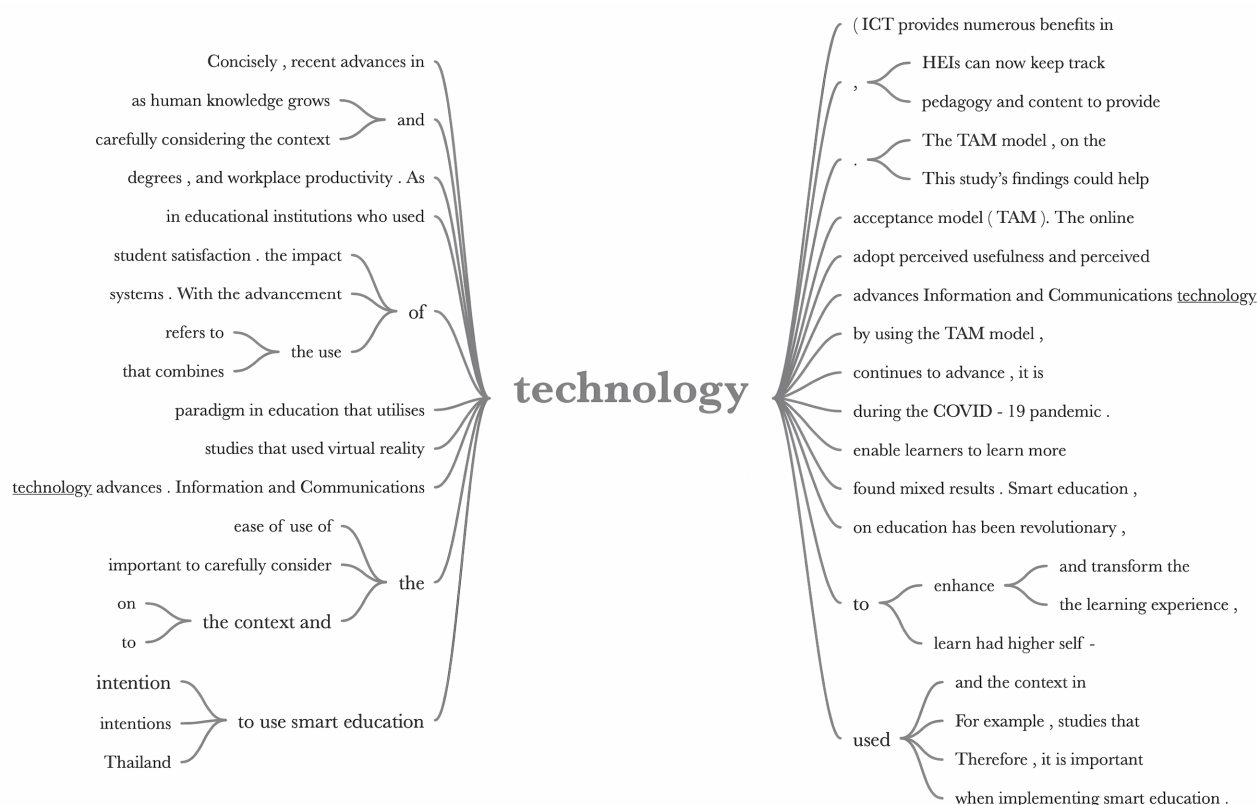 Concisely , recent advances in
as human knowledge grows
and
carefully considering the context
degrees , and workplace productivity . As
in educational institutions who used
student satisfaction . the impact
systems . With the advancement
of
refers to
the use
that combines
paradigm in education that utilises
studies that used virtual reality
technology advances . Information and Communications
ease of use of
important to carefully consider
the
on
the context and
to
intention
intentions
to use smart education
Thailand
technology
( ICT provides numerous benefits in
HEIs can now keep track
,
pedagogy and content to provide
The TAM model , on the
.
This study's findings could help
acceptance model ( TAM ). The online
adopt perceived usefulness and perceived
advances Information and Communications technology
by using the TAM model ,
continues to advance , it is
during the COVID - 19 pandemic .
enable learners to learn more
found mixed results . Smart education ,
on education has been revolutionary ,
to
enhance
and transform the
the learning experience ,
learn had higher self -
used
and the context in
For example , studies that
Therefore , it is important
when implementing smart education .